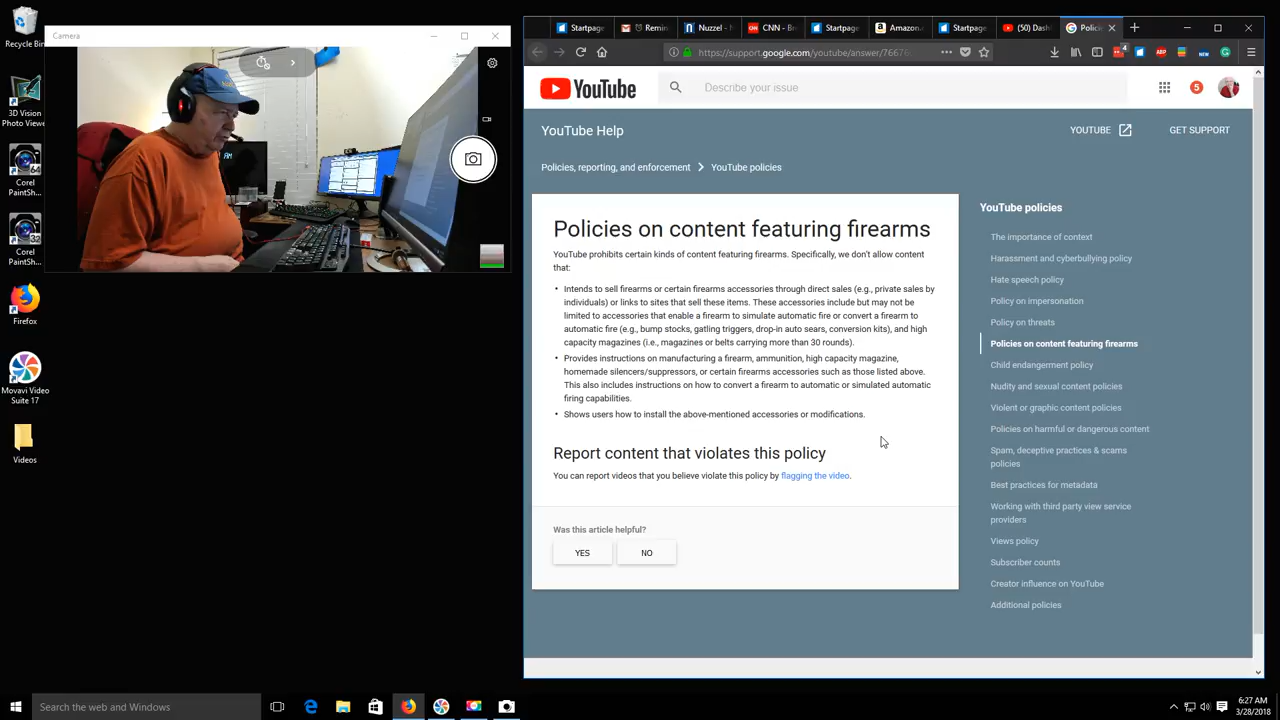 Recycle Bin
3D Vision
Photo Viewer
Corel
PaintSh...
Corel
PaintSh...
Firefox
Movavi Video
Suite 17
Videos
Camera
Startpage
Remin
Nuzzel -
CNN - B
Startpage
Amazon.
Startpage
(50) Dash
Policie
https://support.google.com/youtube/answer/76676
4
ABP
NEW
YouTube
Describe your issue
5
YouTube Help
YOUTUBE
GET SUPPORT
Policies, reporting, and enforcement
YouTube policies
Policies on content featuring firearms
YouTube prohibits certain kinds of content featuring firearms. Specifically, we don't allow content
that:
• Intends to sell firearms or certain firearms accessories through direct sales (e.g., private sales by
individuals) or links to sites that sell these items. These accessories include but may not be
limited to accessories that enable a firearm to simulate automatic fire or convert a firearm to
automatic fire (e.g., bump stocks, gatling triggers, drop-in auto sears, conversion kits), and high
capacity magazines (i.e., magazines or belts carrying more than 30 rounds).
• Provides instructions on manufacturing a firearm, ammunition, high capacity magazine,
homemade silencers/suppressors, or certain firearms accessories such as those listed above.
This also includes instructions on how to convert a firearm to automatic or simulated automatic
firing capabilities.
• Shows users how to install the above-mentioned accessories or modifications.
Report content that violates this policy
You can report videos that you believe violate this policy by flagging the video.
Was this article helpful?
YES
NO
YouTube policies
The importance of context
Harassment and cyberbullying policy
Hate speech policy
Policy on impersonation
Policy on threats
Policies on content featuring firearms
Child endangerment policy
Nudity and sexual content policies
Violent or graphic content policies
Policies on harmful or dangerous content
Spam, deceptive practices & scams
policies
Best practices for metadata
Working with third party view service
providers
Views policy
Subscriber counts
Creator influence on YouTube
Additional policies
Search the web and Windows
6:27 AM
3/28/2018